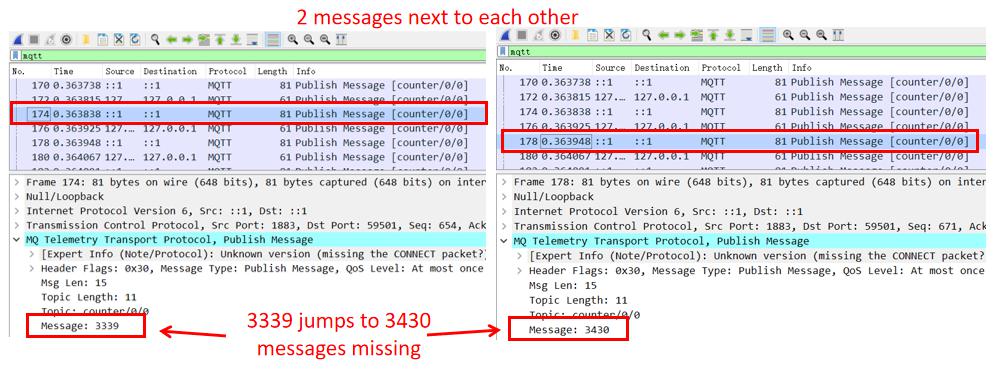 2 messages next to each other
mqtt
No. Time Source Destination Protocol Length Info
170 0.363738 ::1 ::1 MQTT 81 Publish Message [counter/0/0]
172 0.363815 127... 127.0.0.1 MQTT 61 Publish Message [counter/0/0]
174 0.363838 ::1 ::1 MQTT 81 Publish Message [counter/0/0]
176 0.363925 127... 127.0.0.1 MQTT 61 Publish Message [counter/0/0]
178 0.363948 ::1 ::1 MQTT 81 Publish Message [counter/0/0]
180 0.364067 127... 127.0.0.1 MQTT 61 Publish Message [counter/0/0]
Frame 174: 81 bytes on wire (648 bits), 81 bytes captured (648 bits) on inter
Null/Loopback
Internet Protocol Version 6, Src: ::1, Dst: ::1
Transmission Control Protocol, Src Port: 1883, Dst Port: 59501, Seq: 654, Ack
MQ Telemetry Transport Protocol, Publish Message
[Expert Info (Note/Protocol): Unknown version (missing the CONNECT packet?)
Header Flags: 0x30, Message Type: Publish Message, QoS Level: At most once
Msg Len: 15
Topic Length: 11
Topic: counter/0/0
Message: 3339
mqtt
No. Time Source Destination Protocol Length Info
170 0.363738 ::1 ::1 MQTT 81 Publish Message [counter/0/0]
172 0.363815 127... 127.0.0.1 MQTT 61 Publish Message [counter/0/0]
174 0.363838 ::1 ::1 MQTT 81 Publish Message [counter/0/0]
176 0.363925 127... 127.0.0.1 MQTT 61 Publish Message [counter/0/0]
178 0.363948 ::1 ::1 MQTT 81 Publish Message [counter/0/0]
180 0.364067 127... 127.0.0.1 MQTT 61 Publish Message [counter/0/0]
Frame 178: 81 bytes on wire (648 bits), 81 bytes captured (648 bits) on inter
Null/Loopback
Internet Protocol Version 6, Src: ::1, Dst: ::1
Transmission Control Protocol, Src Port: 1883, Dst Port: 59501, Seq: 671, Ack
MQ Telemetry Transport Protocol, Publish Message
[Expert Info (Note/Protocol): Unknown version (missing the CONNECT packet?
Header Flags: 0x30, Message Type: Publish Message, QoS Level: At most once
Msg Len: 15
Topic Length: 11
Topic: counter/0/0
Message: 3430
3339 jumps to 3430
messages missing